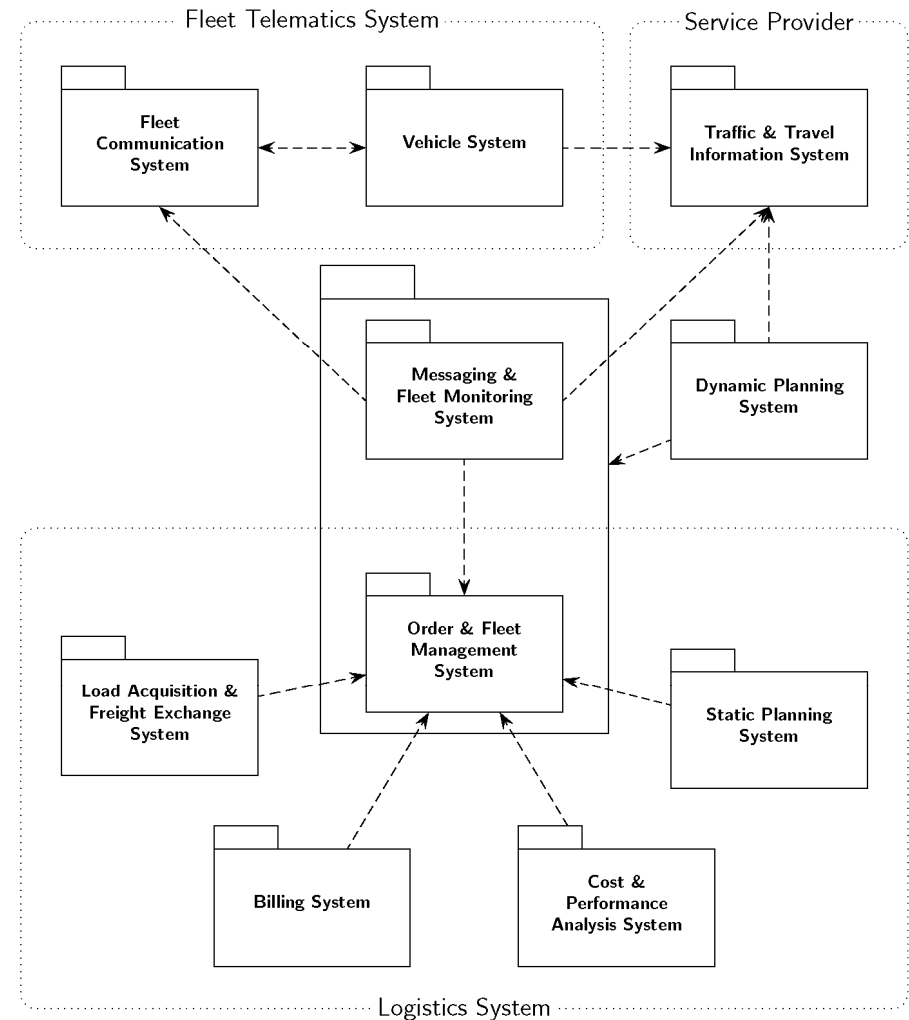 Fleet Telematics System
Service Provider
Fleet
Communication
System
Vehicle System
Traffic & Travel
Information System
Messaging &
Fleet Monitoring
System
Dynamic Planning
System
Order & Fleet
Management
System
Load Acquisition &
Freight Exchange
System
Static Planning
System
Billing System
Cost &
Performance
Analysis System
Logistics System